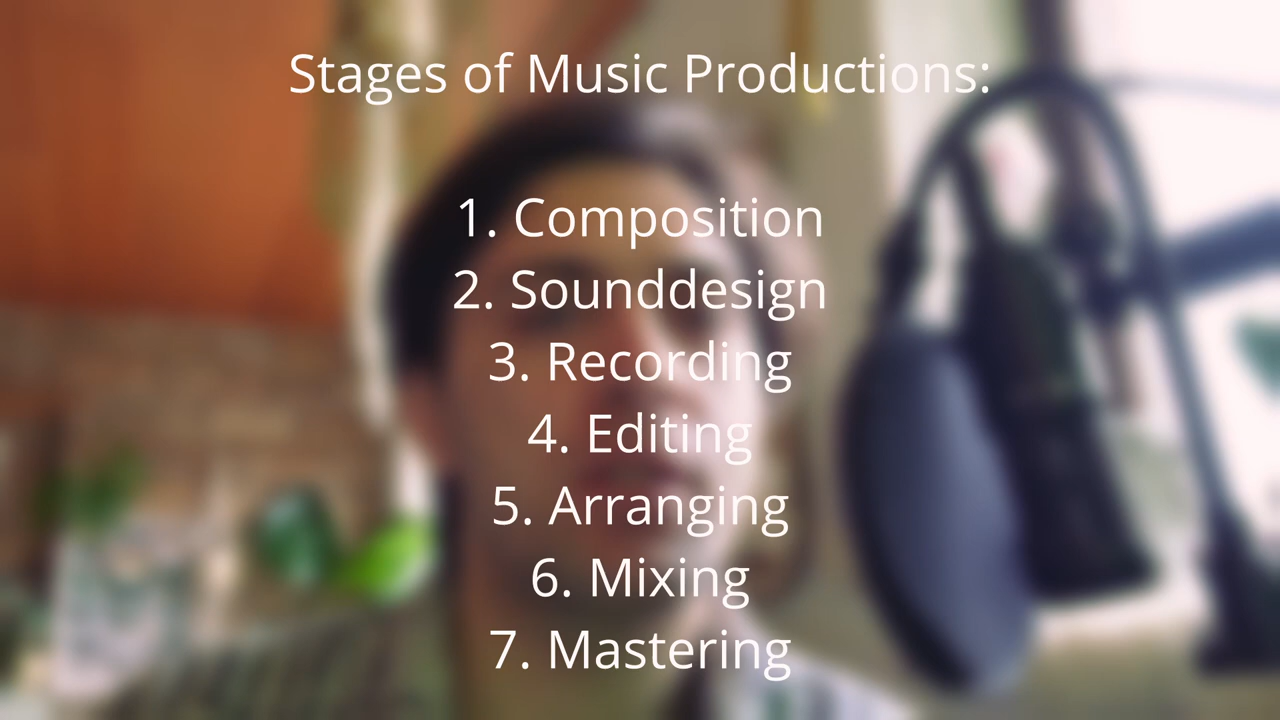 Stages of Music Productions:
1. Composition
2. Sounddesign
3. Recording
4. Editing
5. Arranging
6. Mixing
7. Mastering